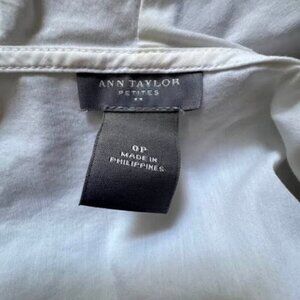 ANN TAYLOR
PETITES
0P
MADE IN
PHILIPPINES